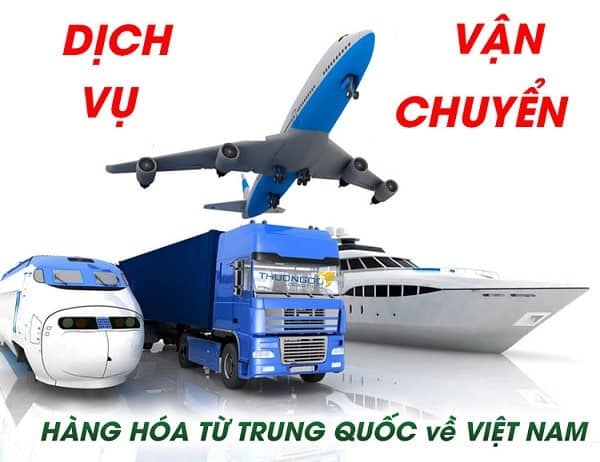 DỊCH
VỤ
VẬN
CHUYỂN
HÀNG HÓA TỪ TRUNG QUỐC về VIỆT NAM